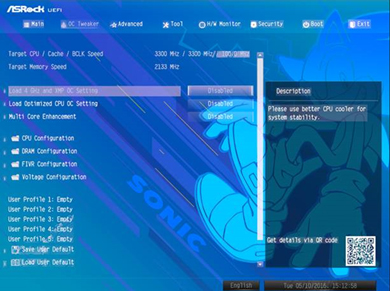 ASRock UEFI
Main OC Tweaker Advanced Tool H/W Monitor Security Boot Exit
Target CPU / Cache / BCLK Speed 3300 MHz / 3300 MHz/
Target Memory Speed 2133 MHz
Load 4 GHz and XMP OC Setting Disabled
Load Optimized CPU OC Setting Disabled
Multi Core Enhancement Disabled
Description
Please use better CPU cooler for
system stability.
CPU Configuration
DRAM Configuration
FIVR Configuration
Voltage Configuration
SONIC
User Profile 1: Empty
User Profile 2: Empty
User Profile 3: Empty
User Profile 4: Empty
User Profile 5: Empty
Save User Default
Load User Default
Get details via QR code
English Tue 05/10/2016, 15:12:58